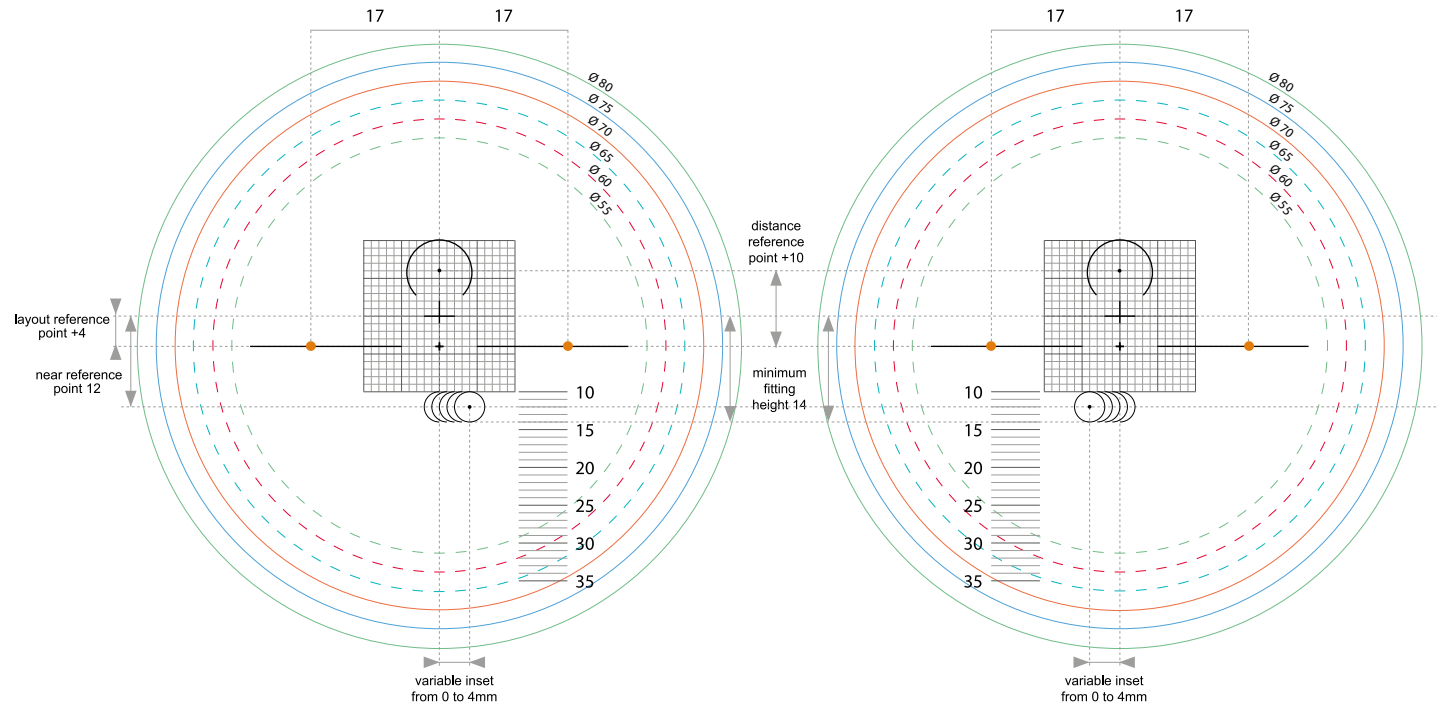 17 17
17 17
Ø 80
Ø 75
Ø 70
Ø 65
Ø 60
Ø 55
Ø 80
Ø 75
Ø 70
Ø 65
Ø 60
Ø 55
distance
reference
point +10
layout reference
point +4
near reference
point 12
minimum
fitting
height 14
10
15
20
25
30
35
10
15
20
25
30
35
variable inset
from 0 to 4mm
variable inset
from 0 to 4mm